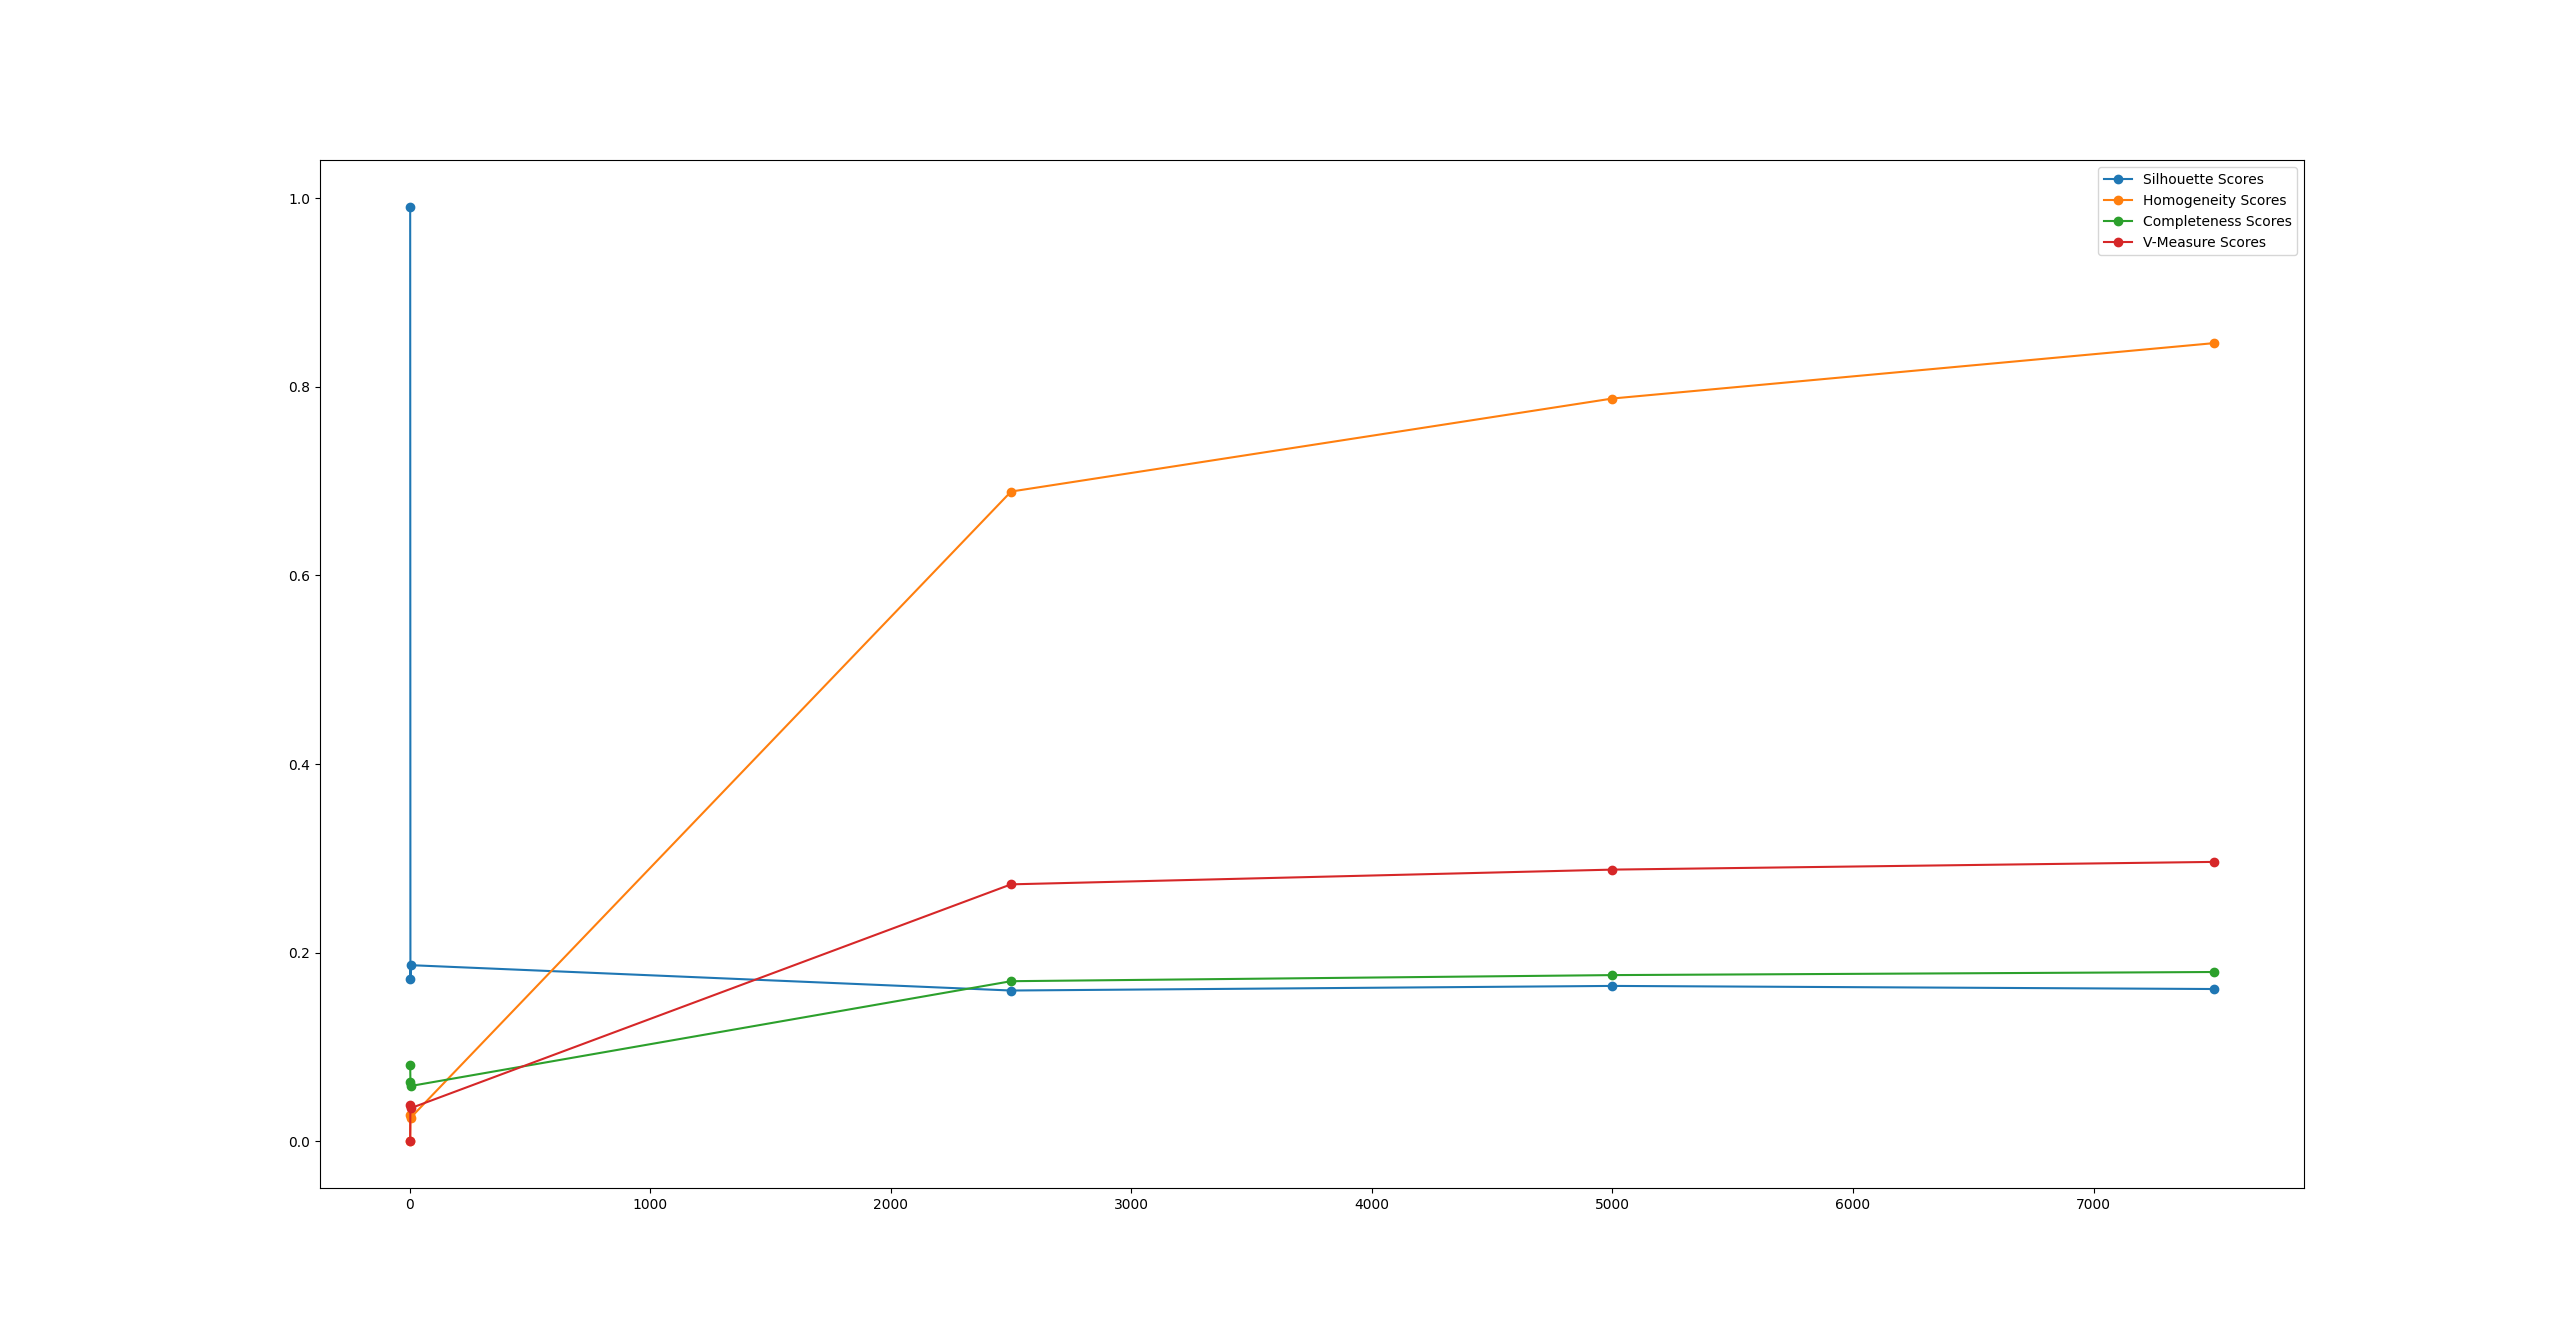 Silhouette Scores
Homogeneity Scores
Completeness Scores
V-Measure Scores
1.0
0.8
0.6
0.4
0.2
0.0
0 1000 2000 3000 4000 5000 6000 7000